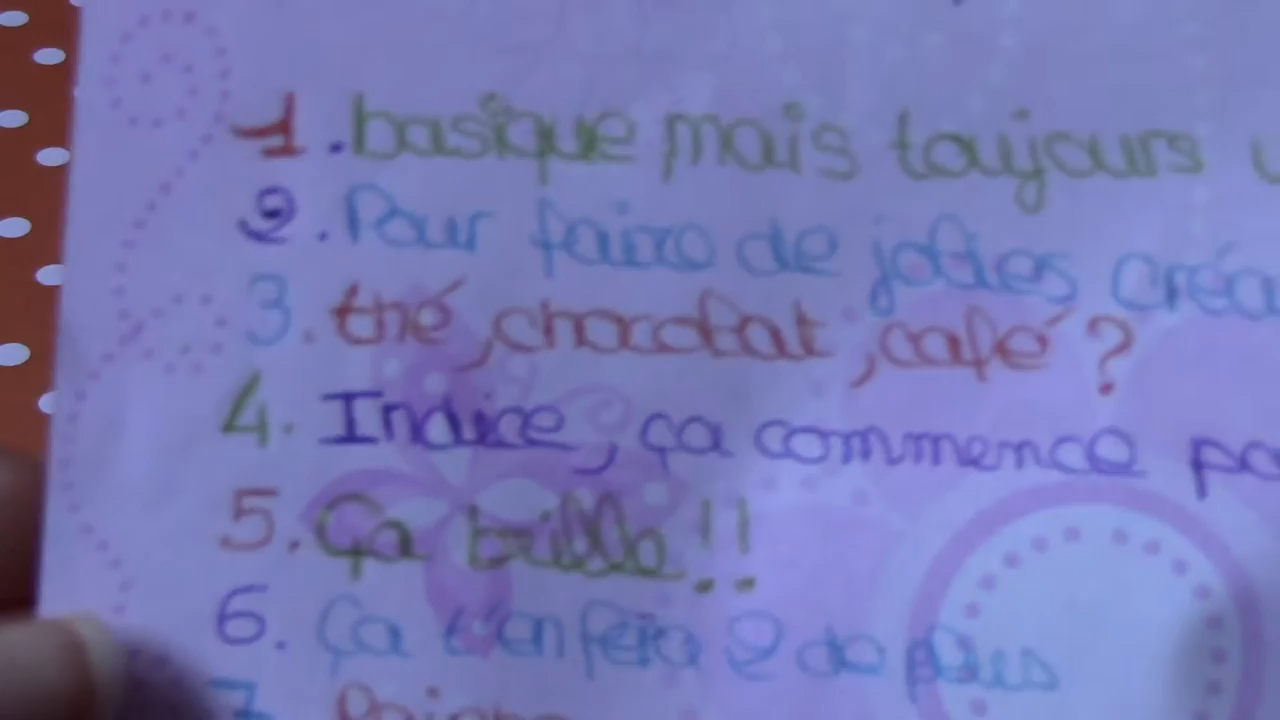 1. basique mais toujours
2. Pour faire de jolies
3. thé, chocolat, café ?
4. Indice, ça commence
5. Ça brille !!
6. Ça t'en fera 2 de plus
7.